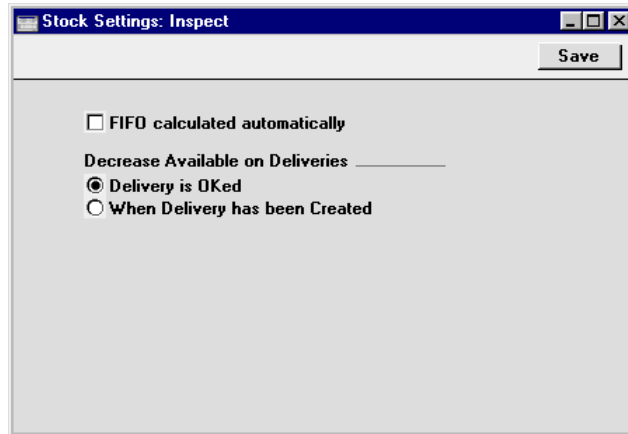 Stock Settings: Inspect
Save
FIFO calculated automatically
Decrease Available on Deliveries
Delivery is OKed
When Delivery has been Created